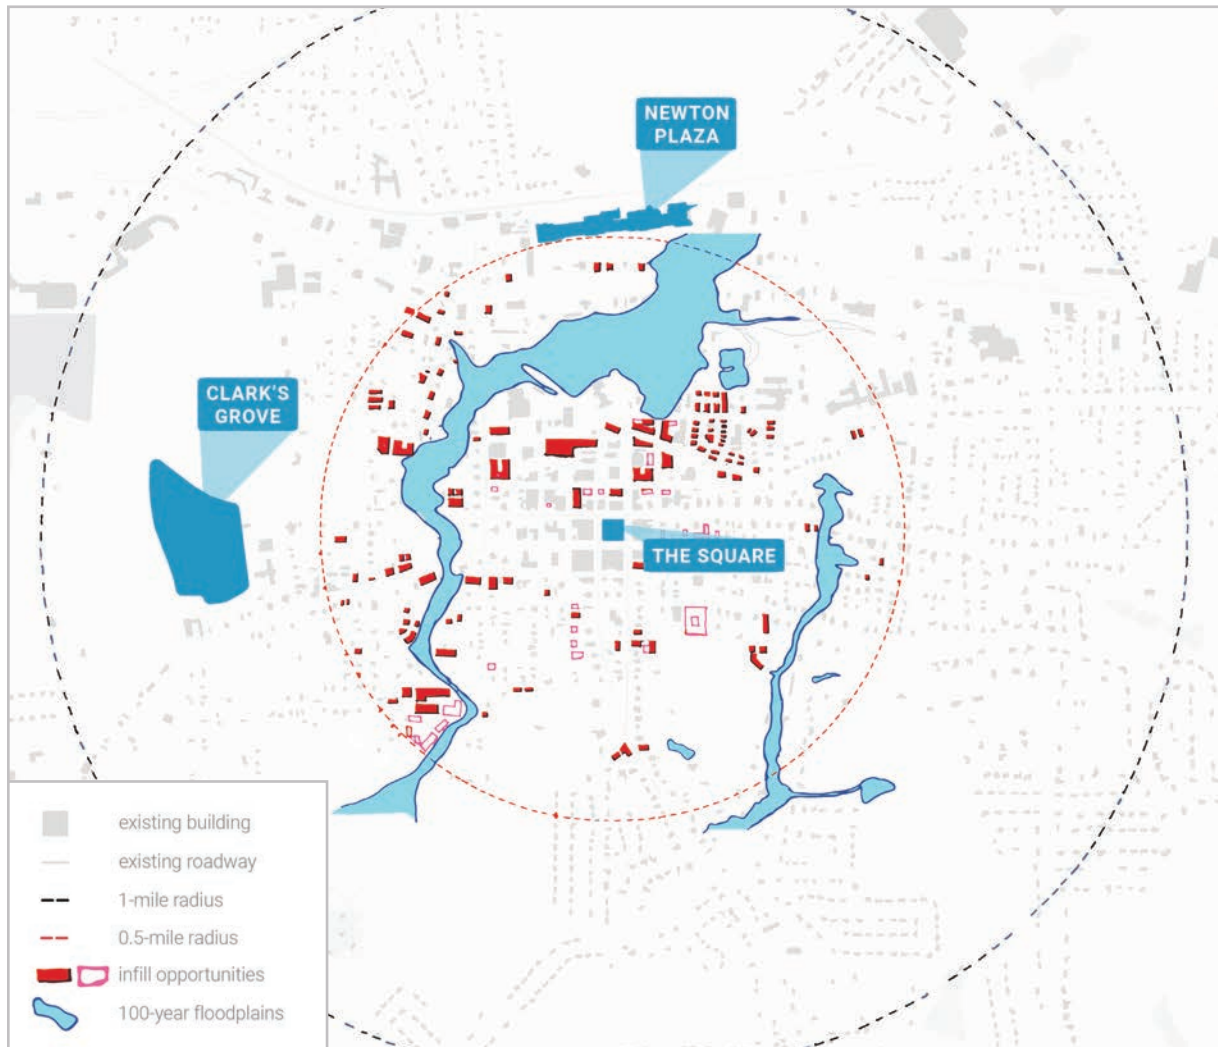 NEWTON
PLAZA
CLARK'S
GROVE
THE SQUARE
existing building
existing roadway
1-mile radius
0.5-mile radius
infill opportunities
100-year floodplains